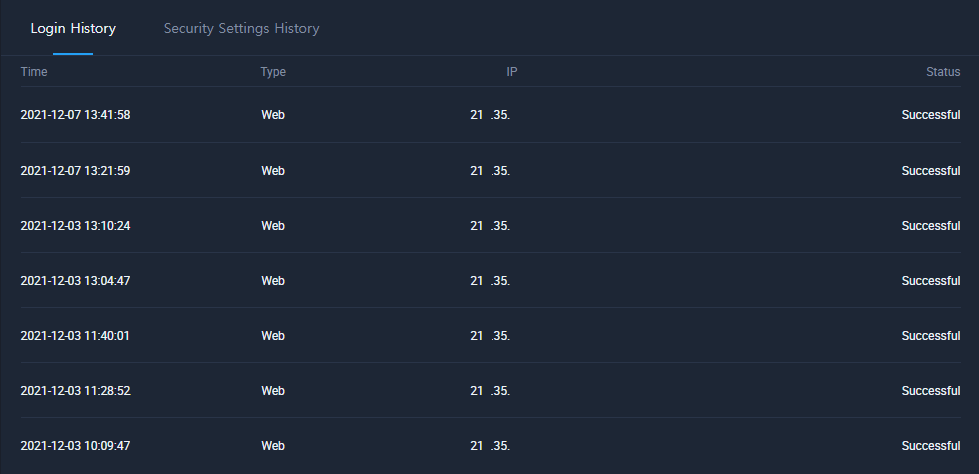 Login History Security Settings History
Time Type IP Status
2021-12-07 13:41:58 Web 21 .35. Successful
2021-12-07 13:21:59 Web 21 .35. Successful
2021-12-03 13:10:24 Web 21 .35. Successful
2021-12-03 13:04:47 Web 21 .35. Successful
2021-12-03 11:40:01 Web 21 .35. Successful
2021-12-03 11:28:52 Web 21 .35. Successful
2021-12-03 10:09:47 Web 21 .35. Successful